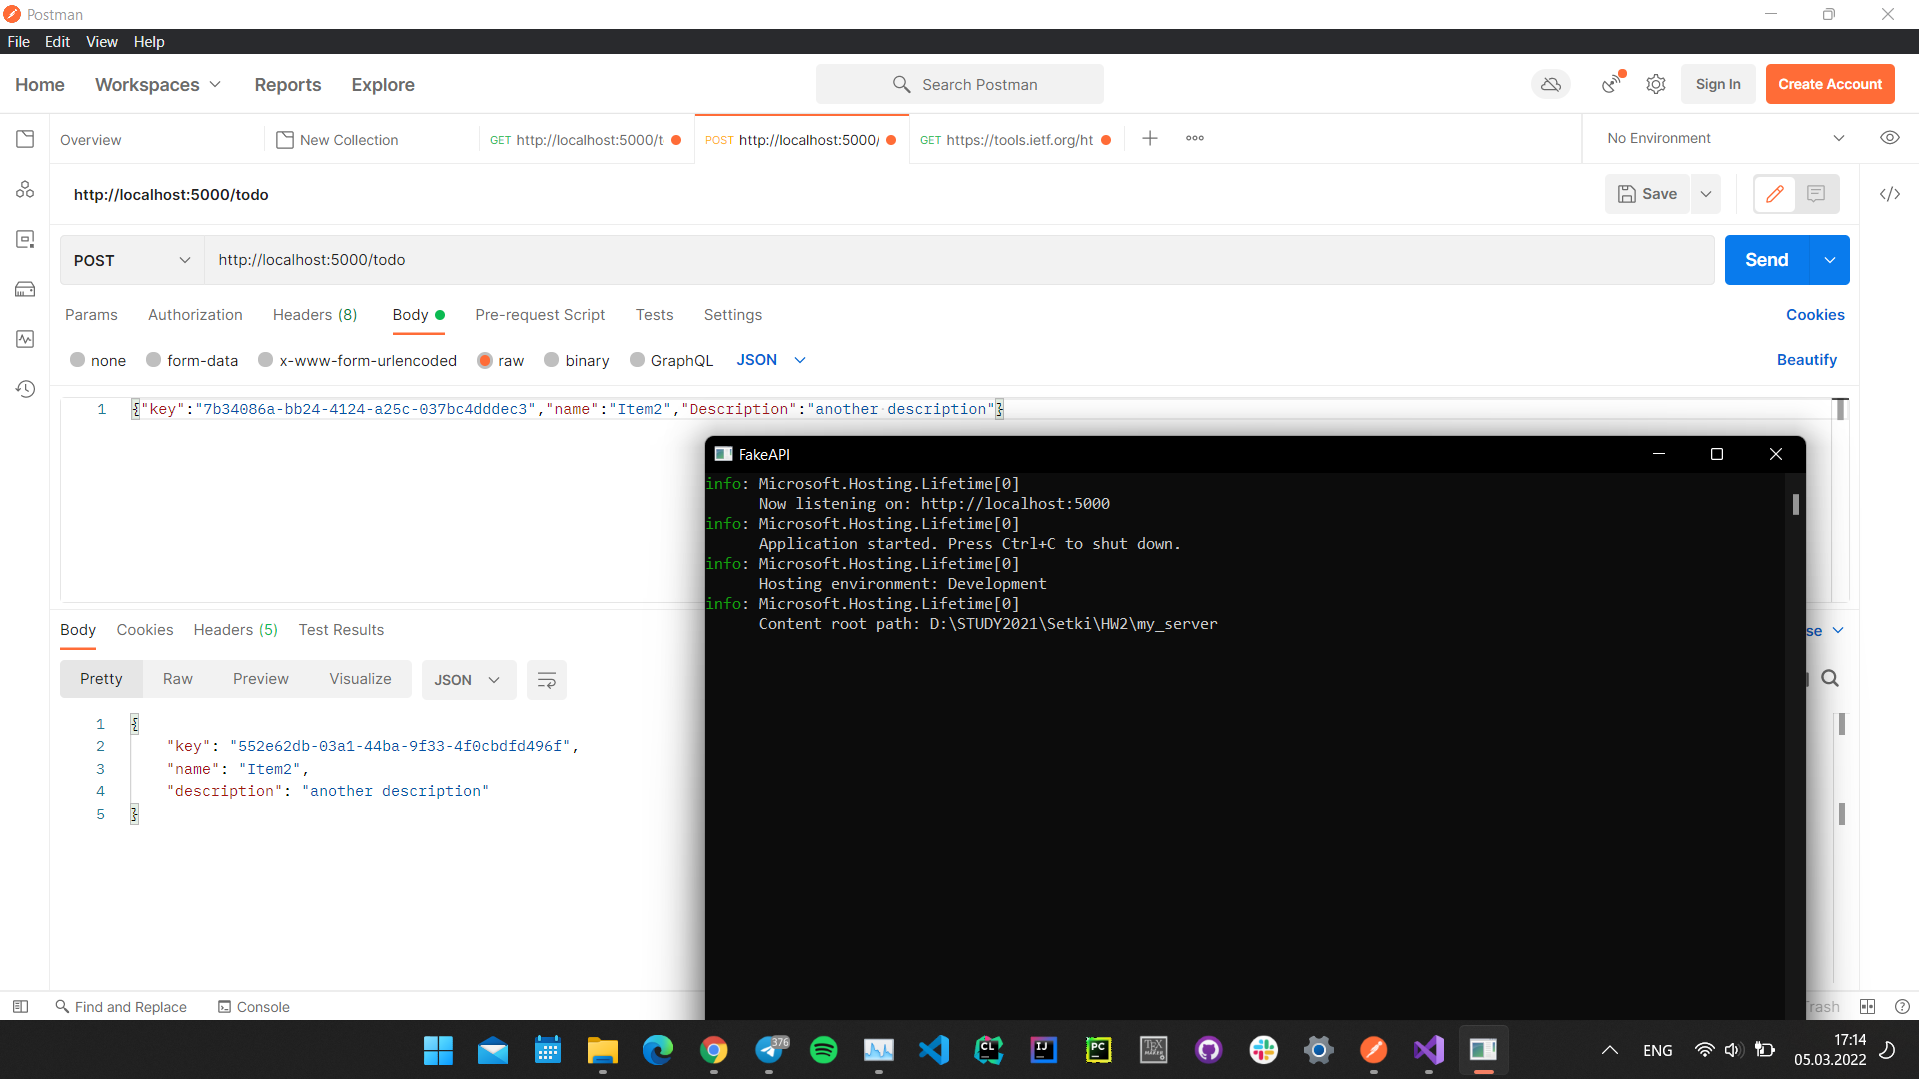 Postman
File Edit View Help
Home Workspaces Reports Explore Search Postman Sign In Create Account
Overview New Collection GET http://localhost:5000/t POST http://localhost:5000/ GET https://tools.ietf.org/ht ooo No Environment
http://localhost:5000/todo Save </>
POST http://localhost:5000/todo Send
Params Authorization Headers (8) Body Pre-request Script Tests Settings Cookies
none form-data x-www-form-urlencoded raw binary GraphQL JSON Beautify
1 {"key":"7b34086a-bb24-4124-a25c-037bc4dddec3","name":"Item2","Description":"another description"}
FakeAPI
info: Microsoft.Hosting.Lifetime[0]
Now listening on: http://localhost:5000
info: Microsoft.Hosting.Lifetime[0]
Application started. Press Ctrl+C to shut down.
info: Microsoft.Hosting.Lifetime[0]
Hosting environment: Development
info: Microsoft.Hosting.Lifetime[0]
Content root path: D:\STUDY2021\Setki\HW2\my_server
Body Cookies Headers (5) Test Results se
Pretty Raw Preview Visualize JSON
1 {
2 "key": "552e62db-03a1-44ba-9f33-4f0cbdfd496f",
3 "name": "Item2",
4 "description": "another description"
5 }
Find and Replace Console Trash
376 CL IJ PC TEX MAKER ENG 17:14
05.03.2022